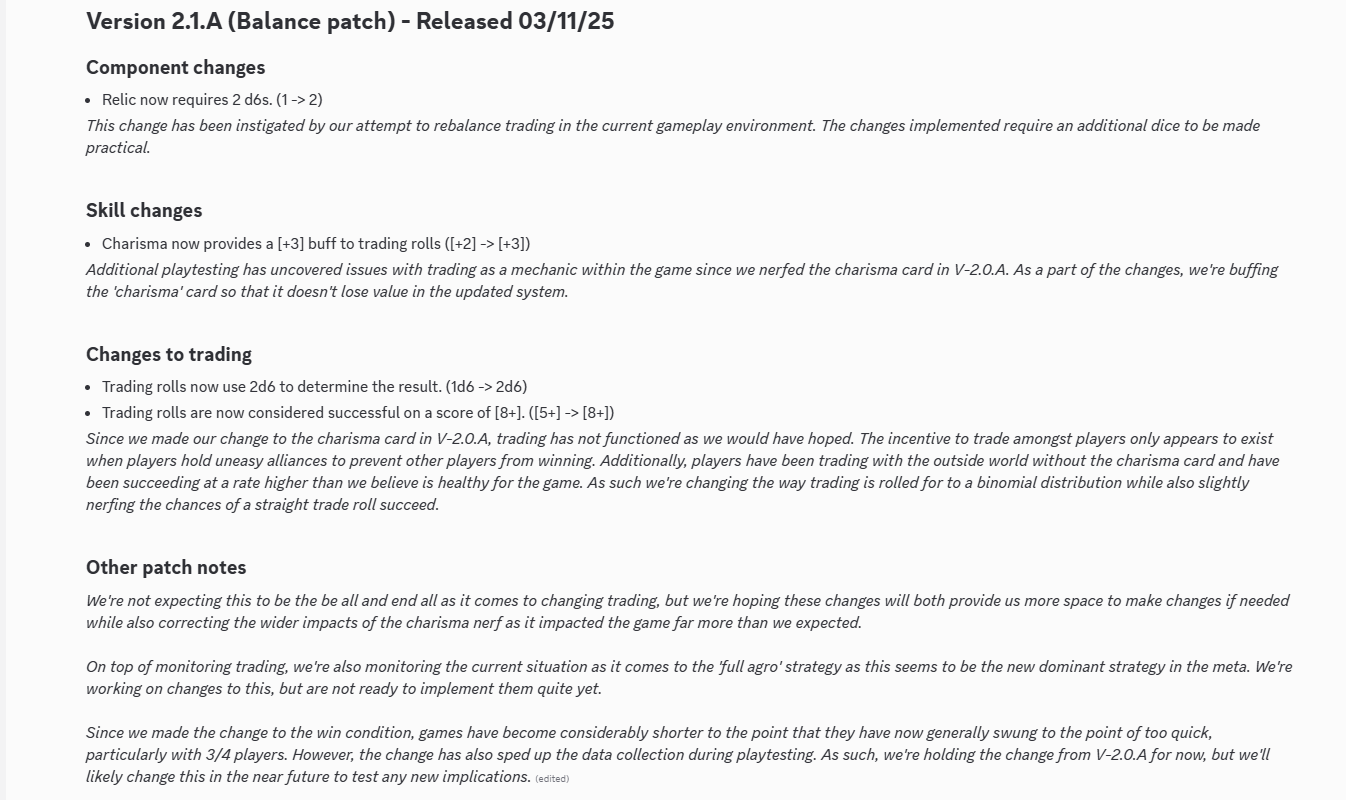 Version 2.1.A (Balance patch) - Released 03/11/25
Component changes
• Relic now requires 2 d6s. (1 -> 2)
This change has been instigated by our attempt to rebalance trading in the current gameplay environment. The changes implemented require an additional dice to be made
practical.
Skill changes
• Charisma now provides a [+3] buff to trading rolls ([+2] -> [+3])
Additional playtesting has uncovered issues with trading as a mechanic within the game since we nerfed the charisma card in V-2.0.A. As a part of the changes, we're buffing
the 'charisma' card so that it doesn't lose value in the updated system.
Changes to trading
• Trading rolls now use 2d6 to determine the result. (1d6 -> 2d6)
• Trading rolls are now considered successful on a score of [8+]. ([5+] -> [8+])
Since we made our change to the charisma card in V-2.0.A, trading has not functioned as we would have hoped. The incentive to trade amongst players only appears to exist
when players hold uneasy alliances to prevent other players from winning. Additionally, players have been trading with the outside world without the charisma card and have
been succeeding at a rate higher than we believe is healthy for the game. As such we're changing the way trading is rolled for to a binomial distribution while also slightly
nerfing the chances of a straight trade roll succeed.
Other patch notes
We're not expecting this to be the be all and end all as it comes to changing trading, but we're hoping these changes will both provide us more space to make changes if needed
while also correcting the wider impacts of the charisma nerf as it impacted the game far more than we expected.
On top of monitoring trading, we're also monitoring the current situation as it comes to the 'full agro' strategy as this seems to be the new dominant strategy in the meta. We're
working on changes to this, but are not ready to implement them quite yet.
Since we made the change to the win condition, games have become considerably shorter to the point that they have now generally swung to the point of too quick,
particularly with 3/4 players. However, the change has also sped up the data collection during playtesting. As such, we're holding the change from V-2.0.A for now, but we'll
likely change this in the near future to test any new implications. (edited)